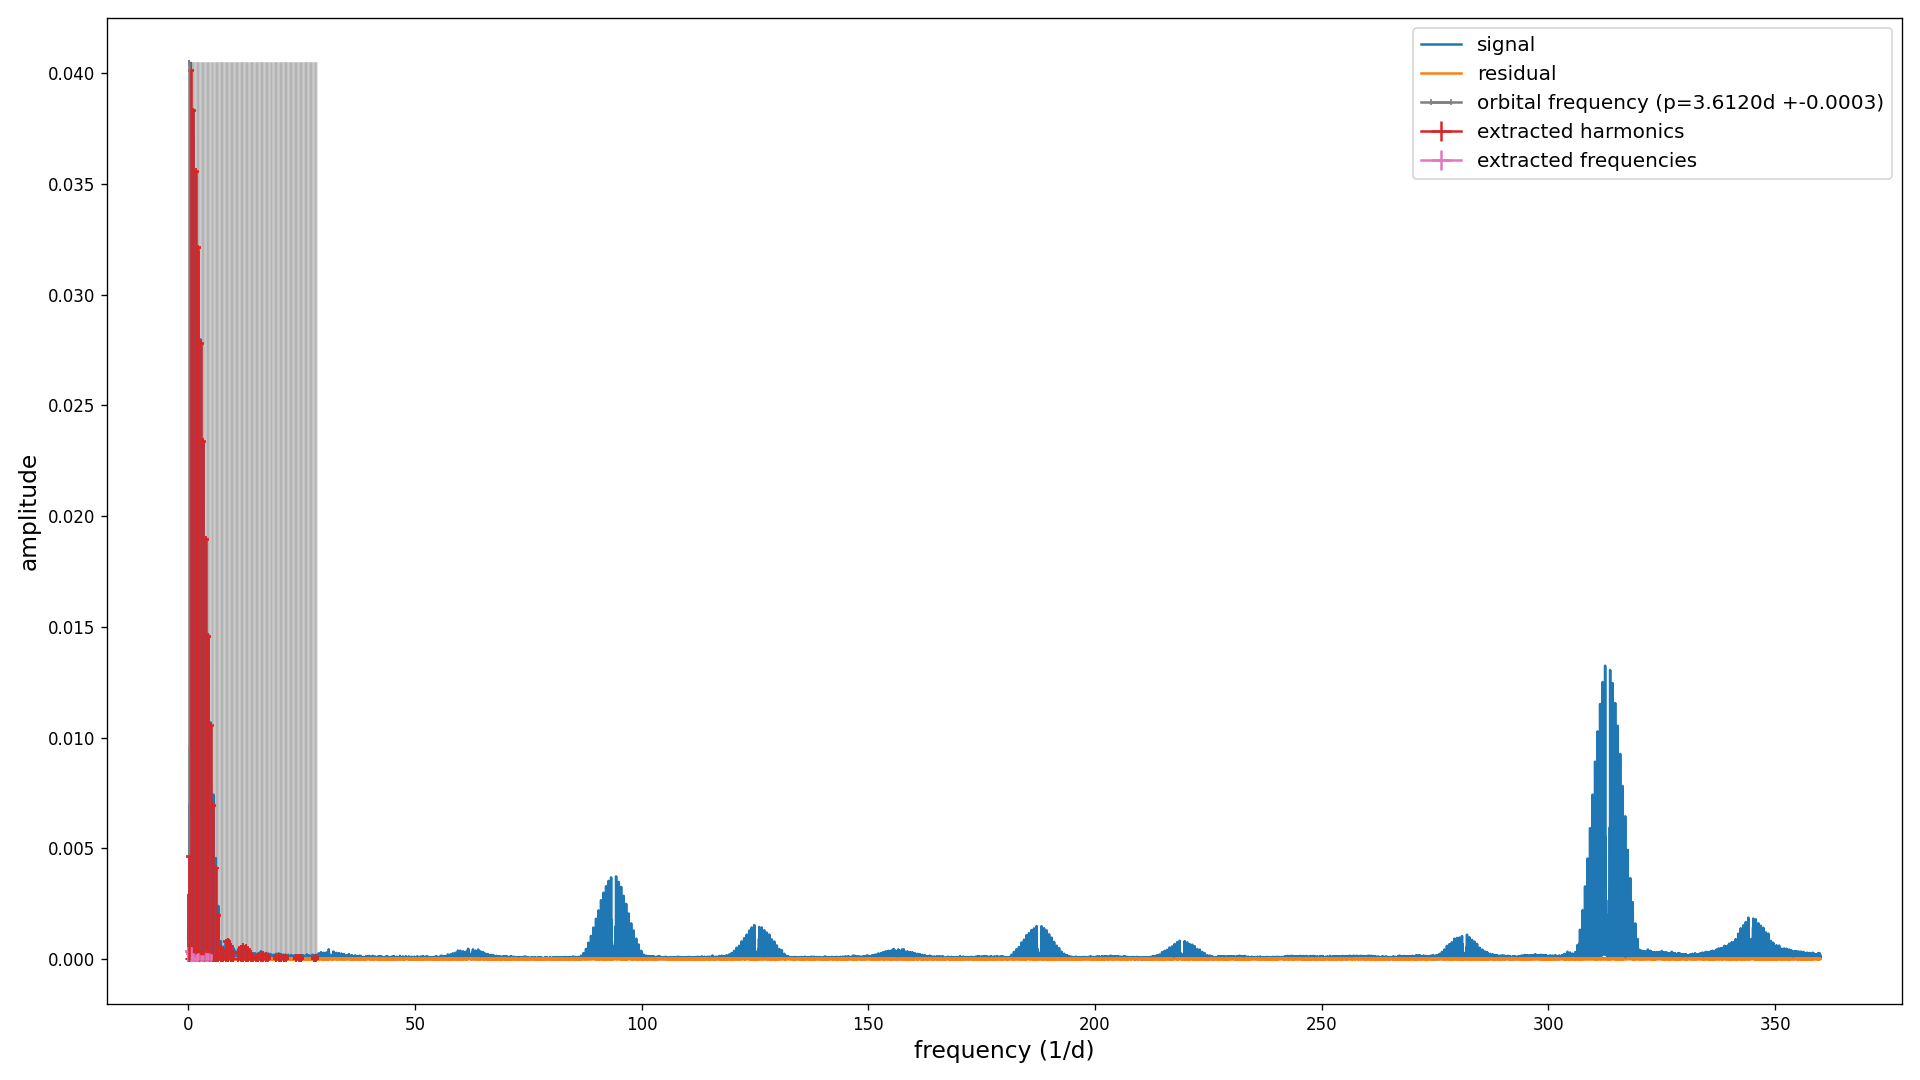 signal
residual
orbital frequency (p=3.6120d +-0.0003)
extracted harmonics
extracted frequencies
0.040
0.035
0.030
0.025
0.020
0.015
0.010
0.005
0.000
amplitude
0 50 100 150 200 250 300 350
frequency (1/d)